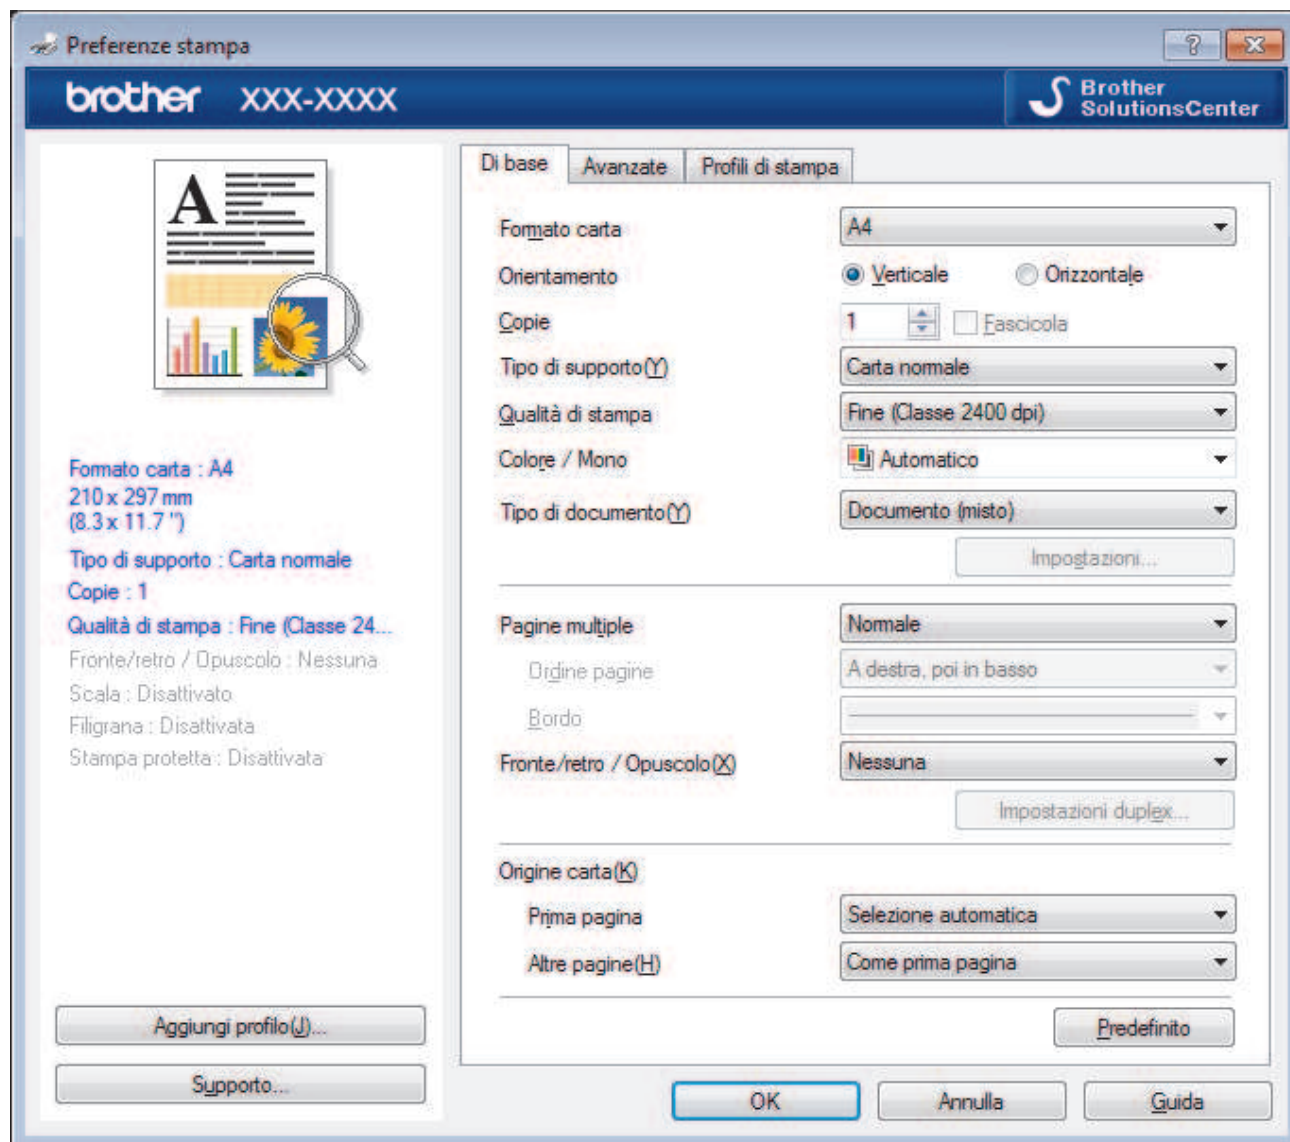 Preferenze stampa
brother XXX-XXXX
Brother
SolutionsCenter
A
Formato carta : A4
210 x 297 mm
(8.3 x 11.7 ")
Tipo di supporto : Carta normale
Copie : 1
Qualità di stampa : Fine (Classe 24...
Fronte/retro / Opuscolo : Nessuna
Scala : Disattivato
Filigrana : Disattivata
Stampa protetta : Disattivata
Aggiungi profilo(J)...
Supporto...
Di base Avanzate Profili di stampa
Formato carta A4
Orientamento Verticale Orizzontale
Copie 1 Fascicola
Tipo di supporto(Y) Carta normale
Qualità di stampa Fine (Classe 2400 dpi)
Colore / Mono Automatico
Tipo di documento(Y) Documento (misto)
Impostazioni...
Pagine multiple Normale
Ordine pagine A destra, poi in basso
Bordo
Fronte/retro / Opuscolo(X) Nessuna
Impostazioni duplex...
Origine carta(K)
Prima pagina Selezione automatica
Altre pagine(H) Come prima pagina
Predefinito
OK Annulla Guida